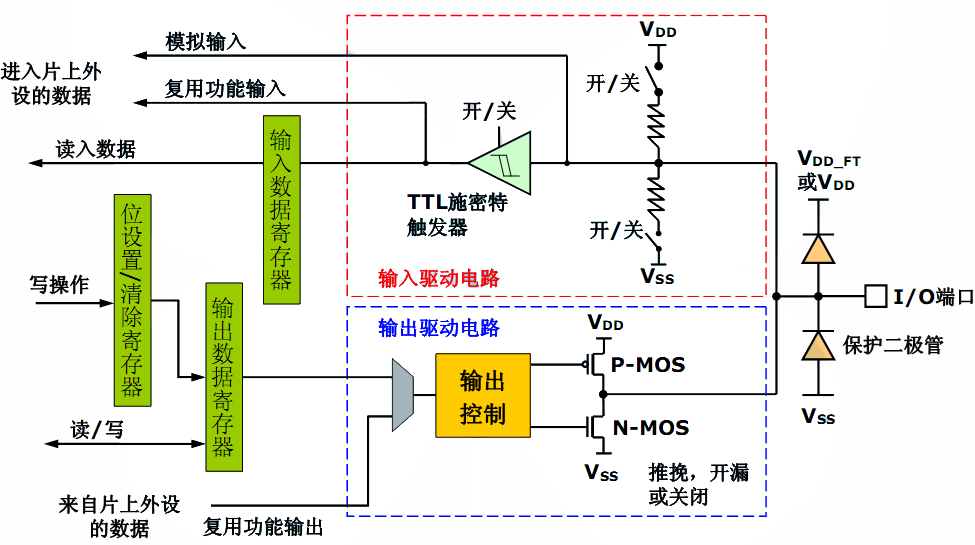 模拟输入
进入片上外
设的数据
复用功能输入
读入数据
输入数据寄存器
开/关
TTL施密特
触发器
VDD
开/关
开/关
VSS
输入驱动电路
VDD_FT
或VDD
I/O端口
保护二极管
VSS
位设置/清除寄存器
写操作
输出数据寄存器
读/写
来自片上外设
的数据
复用功能输出
输出驱动电路
输出
控制
VDD
P-MOS
N-MOS
VSS
推挽，开漏
或关闭